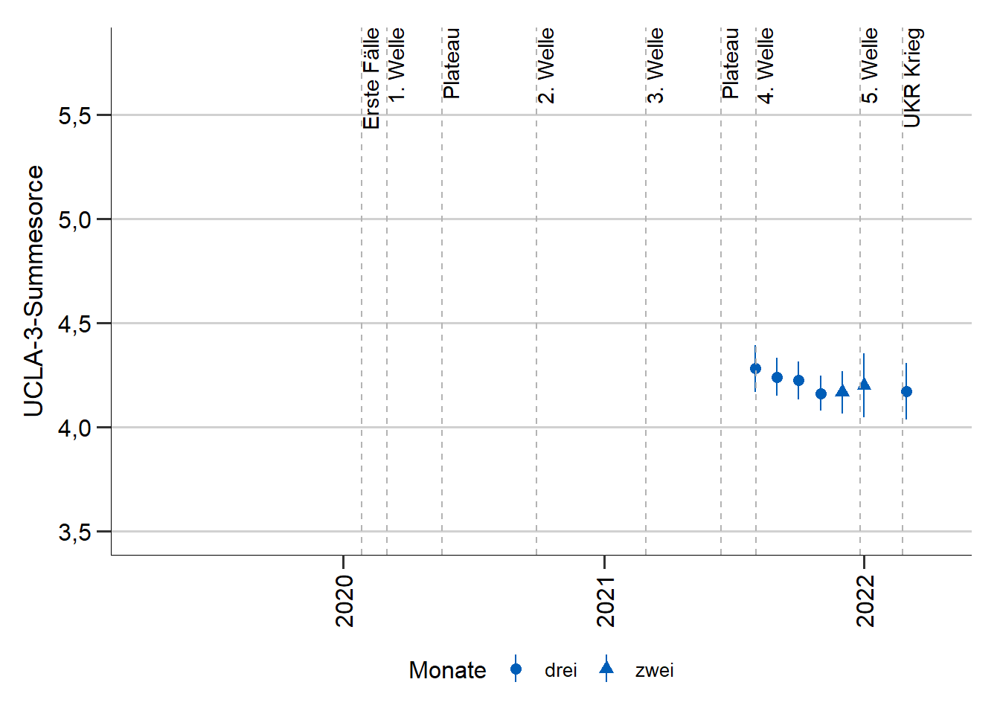 Erste Fälle
1. Welle
Plateau
2. Welle
3. Welle
Plateau
4. Welle
5. Welle
UKR Krieg
UCLA-3-Summesorce
5,5
5,0
4,5
4,0
3,5
2020
2021
2022
Monate drei zwei